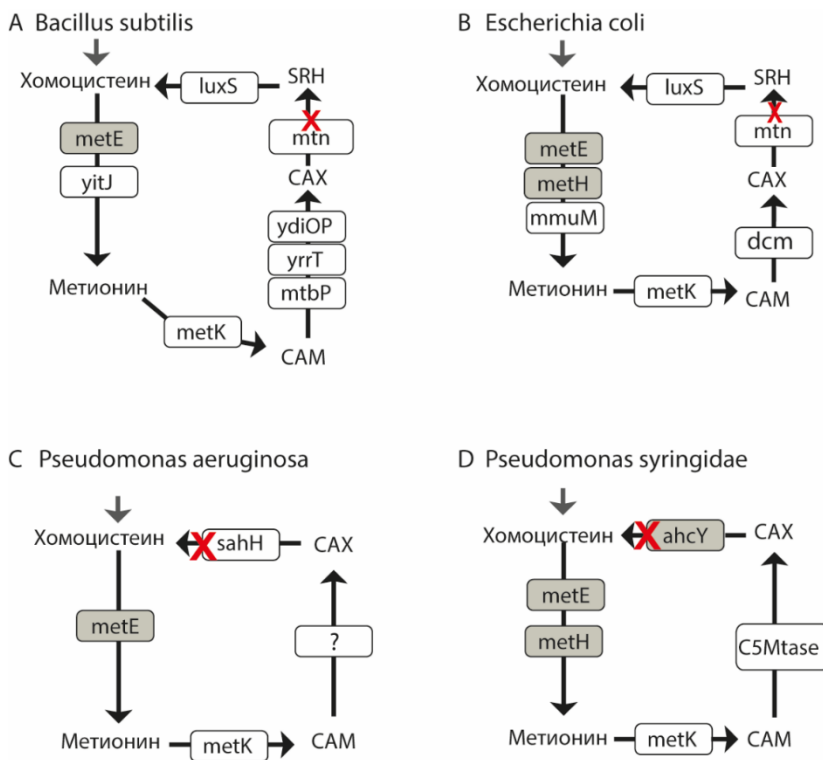 A Bacillus subtilis
Хомоцистеин
luxS
SRH
metE
yitJ
X
mtn
CAX
ydiOP
yrrT
mtbP
Метионин
metK
CAM
B Escherichia coli
Хомоцистеин
luxS
SRH
metE
metH
mmuM
X
mtn
CAX
dcm
Метионин
metK
CAM
C Pseudomonas aeruginosa
Хомоцистеин
X
sahH
CAX
metE
?
Метионин
metK
CAM
D Pseudomonas syringidae
Хомоцистеин
X
ahcY
CAX
metE
metH
C5Mtase
Метионин
metK
CAM